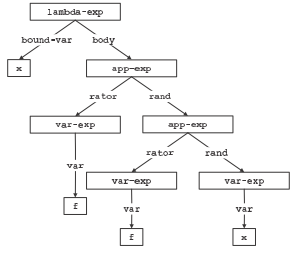 lambda-exp
bound-var body
x app-exp
rator rand
var-exp app-exp
var rator rand
f var-exp var-exp
var var
f x